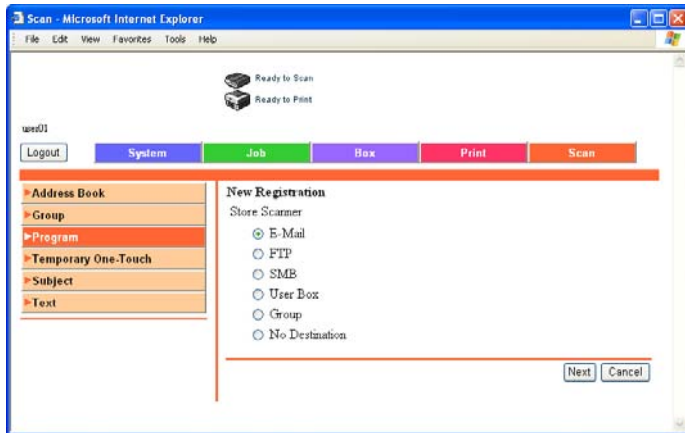 Scan - Microsoft Internet Explorer
File Edit View Favorites Tools Help
Ready to Scan
Ready to Print
user01
Logout System Job Box Print Scan
Address Book
Group
Program
Temporary One-Touch
Subject
Text
New Registration
Store Scanner
E-Mail
FTP
SMB
User Box
Group
No Destination
Next Cancel